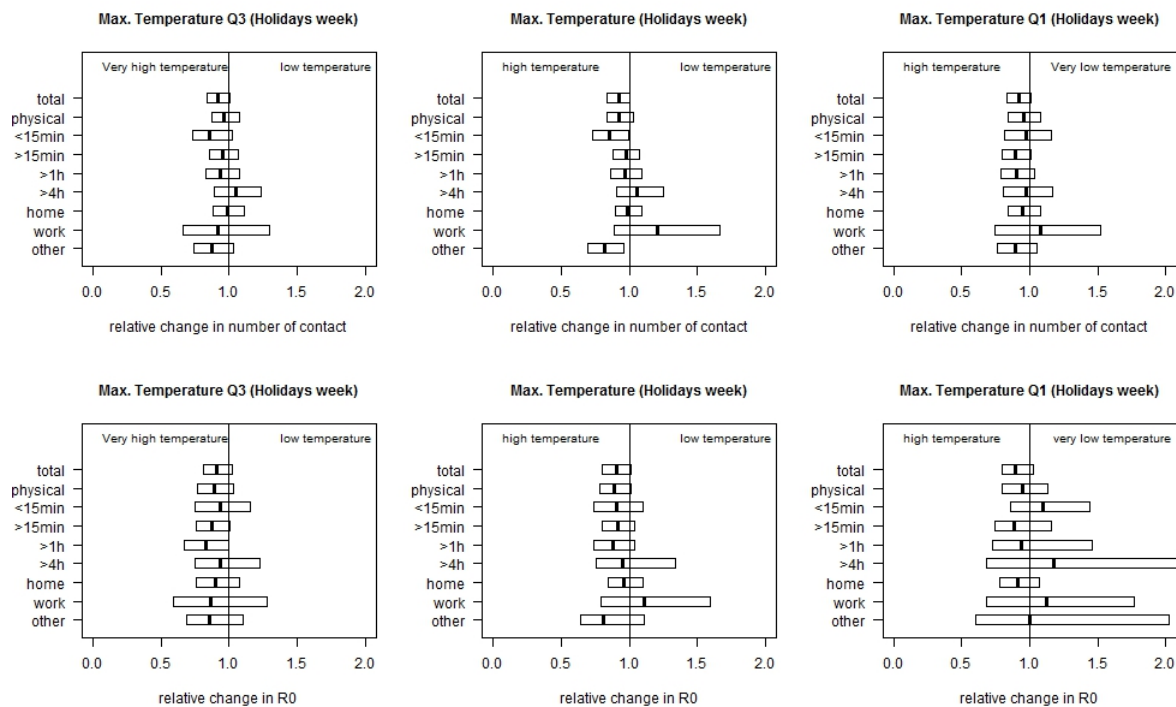 Max. Temperature Q3 (Holidays week)
Very high temperature low temperature
total
physical
<15min
>15min
>1h
>4h
home
work
other
0.0 0.5 1.0 1.5 2.0
relative change in number of contact
Max. Temperature (Holidays week)
high temperature low temperature
total
physical
<15min
>15min
>1h
>4h
home
work
other
0.0 0.5 1.0 1.5 2.0
relative change in number of contact
Max. Temperature Q1 (Holidays week)
high temperature Very low temperature
total
physical
<15min
>15min
>1h
>4h
home
work
other
0.0 0.5 1.0 1.5 2.0
relative change in number of contact
Max. Temperature Q3 (Holidays week)
Very high temperature low temperature
total
physical
<15min
>15min
>1h
>4h
home
work
other
0.0 0.5 1.0 1.5 2.0
relative change in R0
Max. Temperature (Holidays week)
high temperature low temperature
total
physical
<15min
>15min
>1h
>4h
home
work
other
0.0 0.5 1.0 1.5 2.0
relative change in R0
Max. Temperature Q1 (Holidays week)
high temperature very low temperature
total
physical
<15min
>15min
>1h
>4h
home
work
other
0.0 0.5 1.0 1.5 2.0
relative change in R0